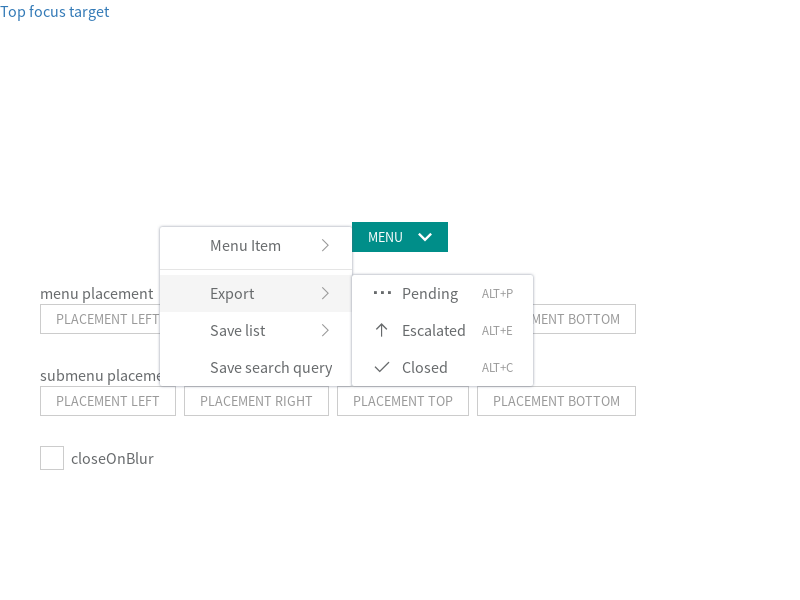 Top focus target
MENU
Menu Item
menu placement
Export
Pending ALT+P
PLACEMENT LEFT
MENT BOTTOM
Save list
Escalated ALT+E
Save search query
Closed ALT+C
submenu placeme
PLACEMENT LEFT PLACEMENT RIGHT PLACEMENT TOP PLACEMENT BOTTOM
closeOnBlur